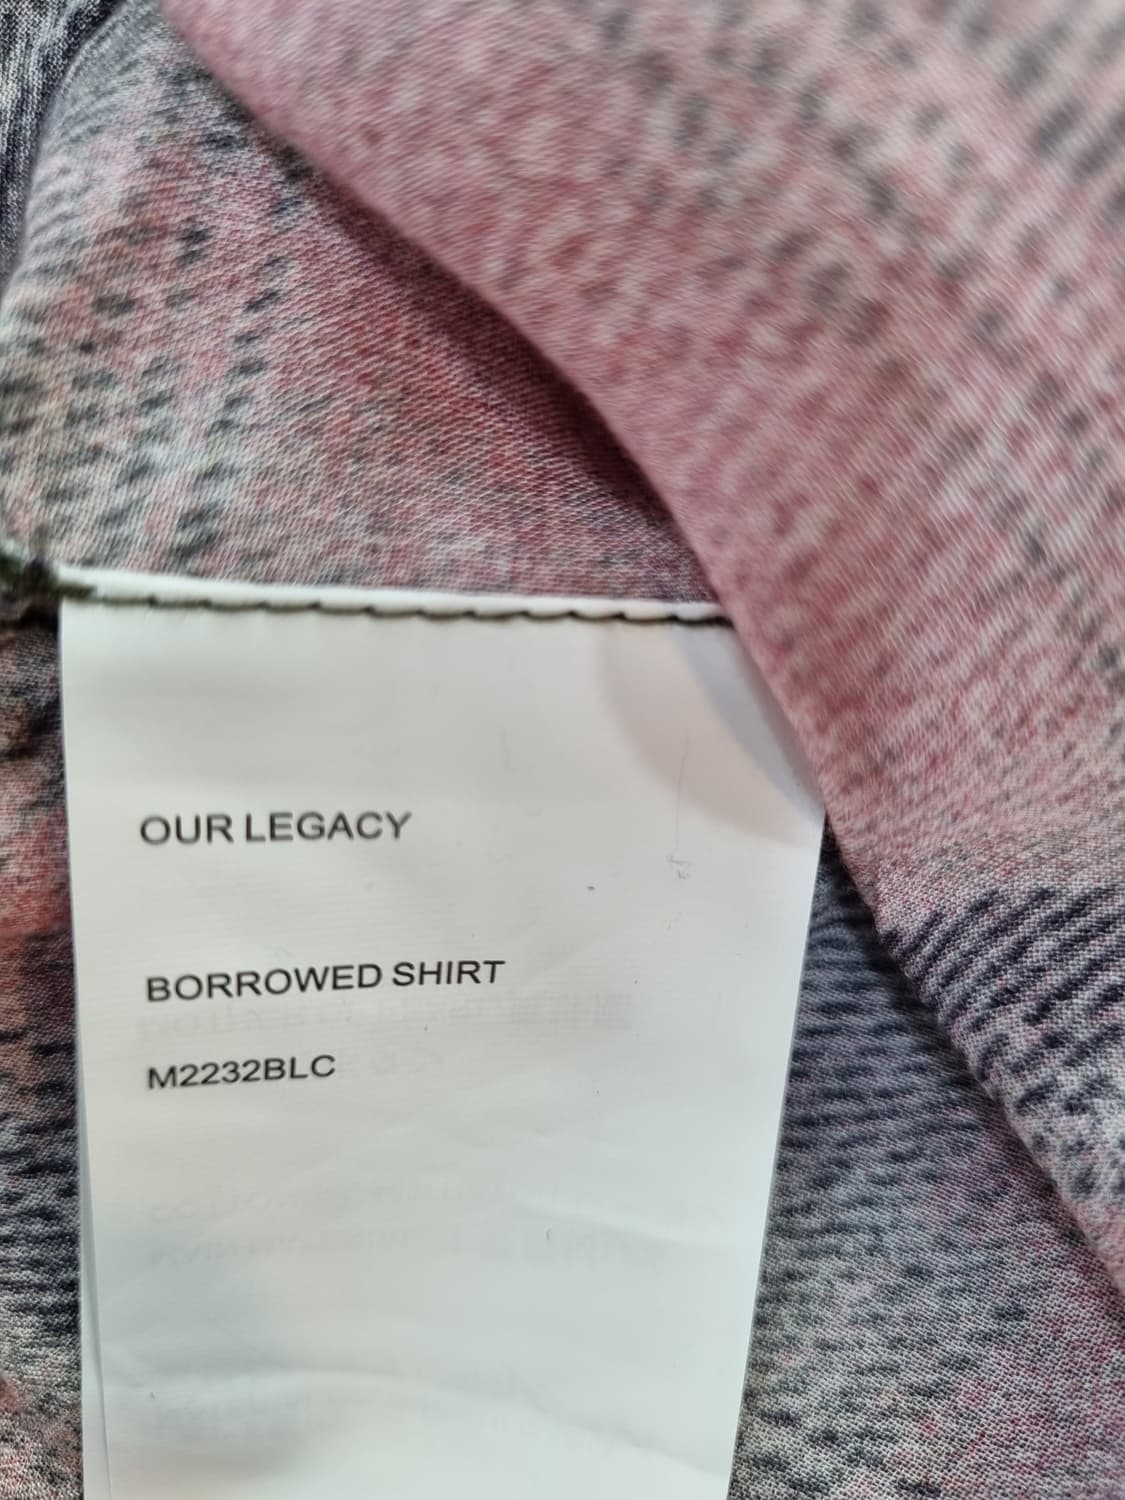 OUR LEGACY
BORROWED SHIRT
M2232BLC